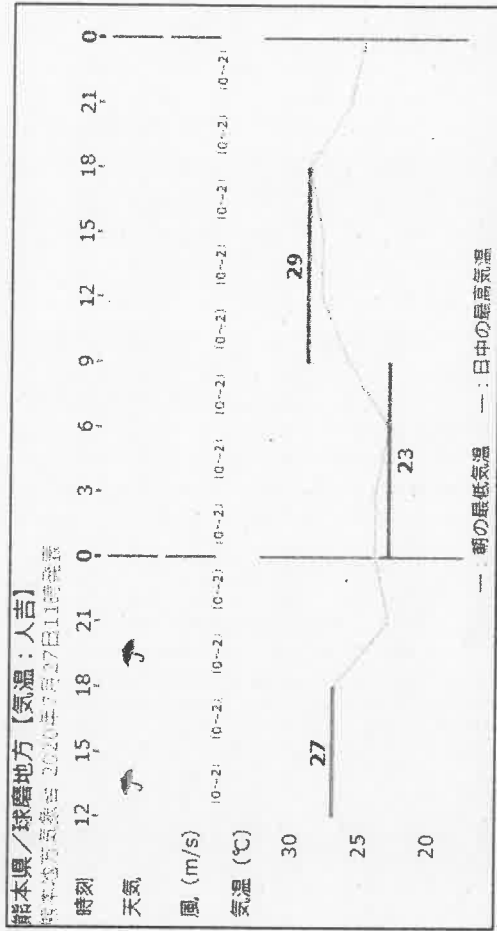 熊本県／球磨地方【気温：人吉】
熊本地方気象台 2020年7月27日11時発表
時刻 12 15 18 21 0 3 6 9 12 15 18 21 0
天気
風 (m/s) (0~2) (0~2) (0~2) (0~2) (0~2) (0~2) (0~2) (0~2) (0~2) (0~2) (0~2) (0~2)
気温 (℃)
30
25
20
27
23
29
ー：朝の最低気温 ー：日中の最高気温